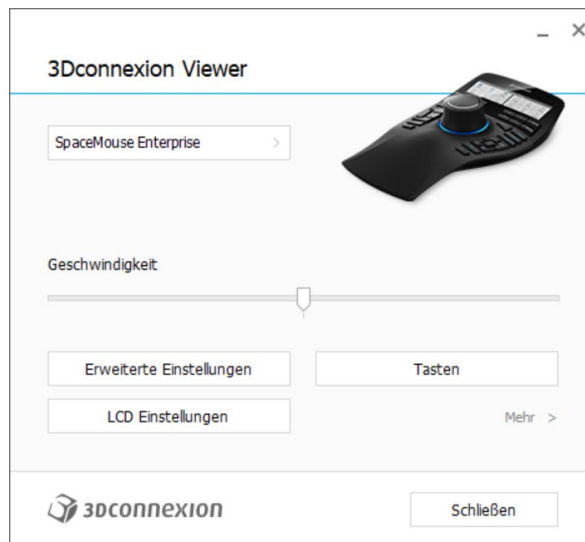 3Dconnexion Viewer
SpaceMouse Enterprise >
Geschwindigkeit
Erweiterte Einstellungen
Tasten
LCD Einstellungen
Mehr >
3Dconnexion
Schließen